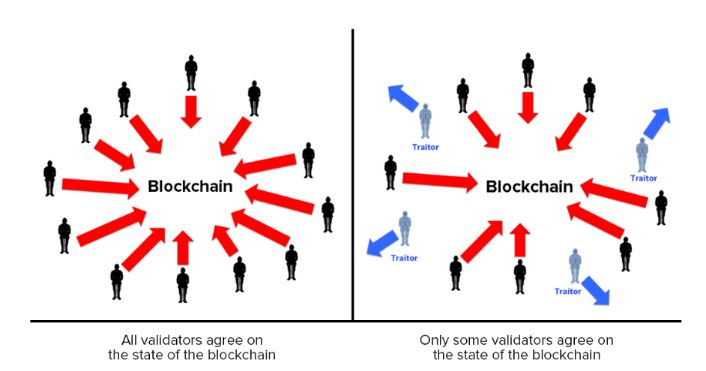 Blockchain
Blockchain
Traitor
Traitor
Traitor
Traitor
All validators agree on
the state of the blockchain
Only some validators agree on
the state of the blockchain